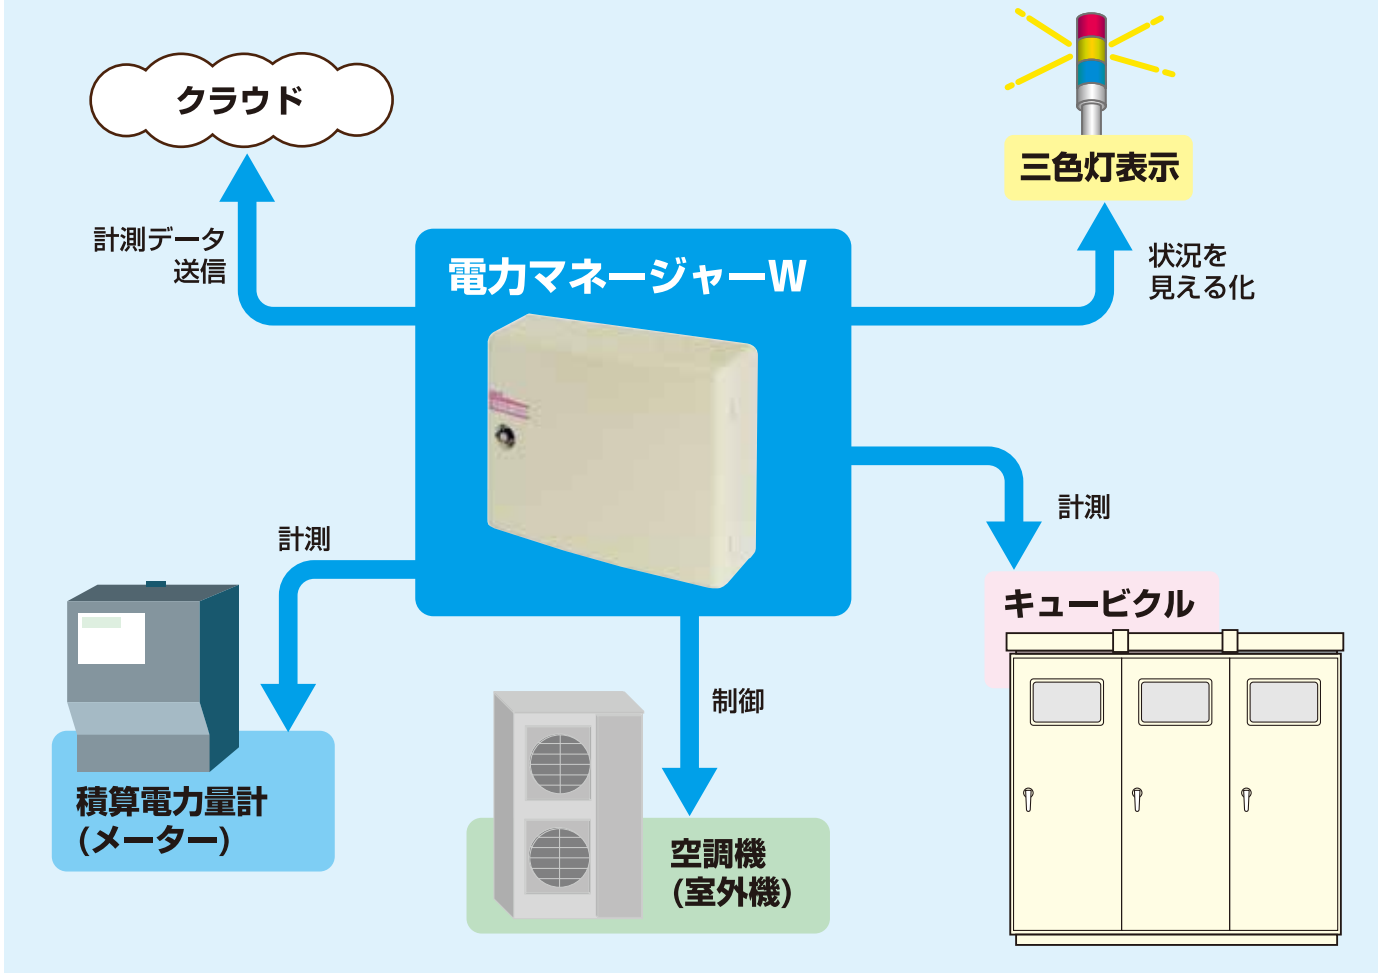 クラウド
三色灯表示
計測データ
送信
電力マネージャーW
状況を
見える化
計測
計測
キュービクル
制御
積算電力量計
(メーター)
空調機
(室外機)